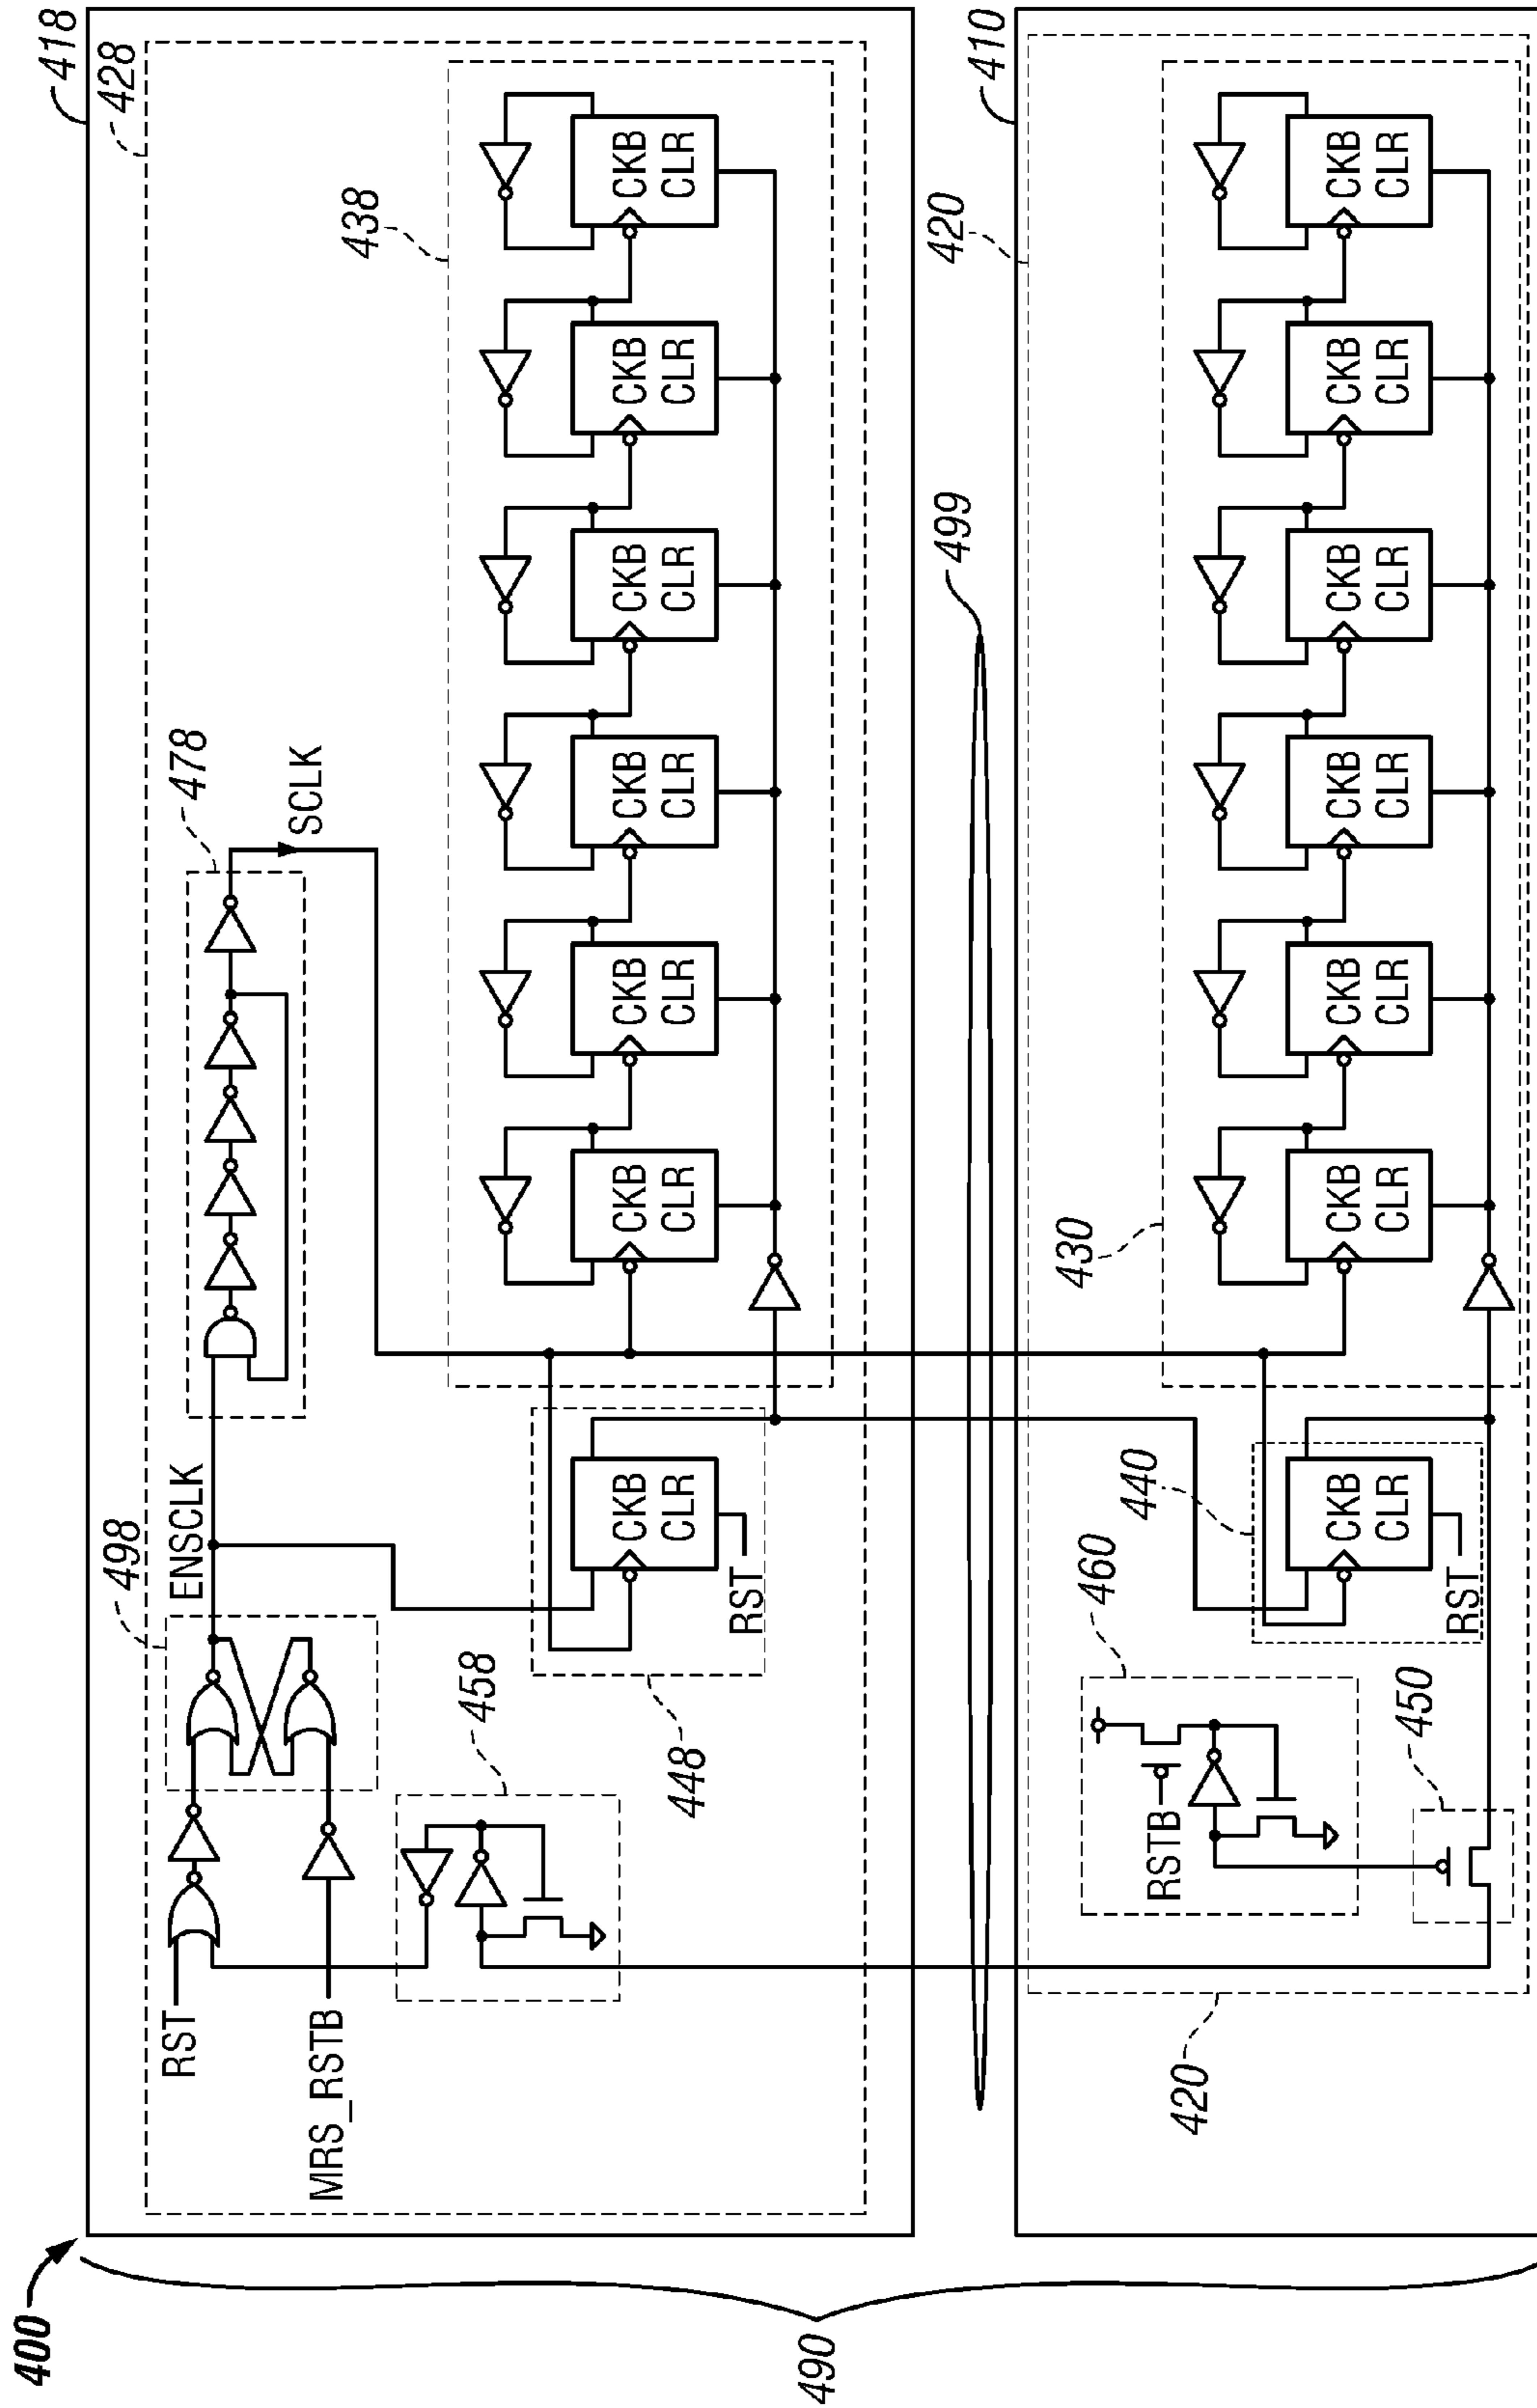 400
490
418
428
498
ENSCLK
478
SCLK
RST
MRS_RSTB
458
438
CKB
CLR
CKB
CLR
CKB
CLR
CKB
CLR
CKB
CLR
CKB
CLR
CKB
CLR
RST
448
499
410
420
420
460
RSTB
450
440
CKB
CLR
RST
430
CKB
CLR
CKB
CLR
CKB
CLR
CKB
CLR
CKB
CLR
CKB
CLR